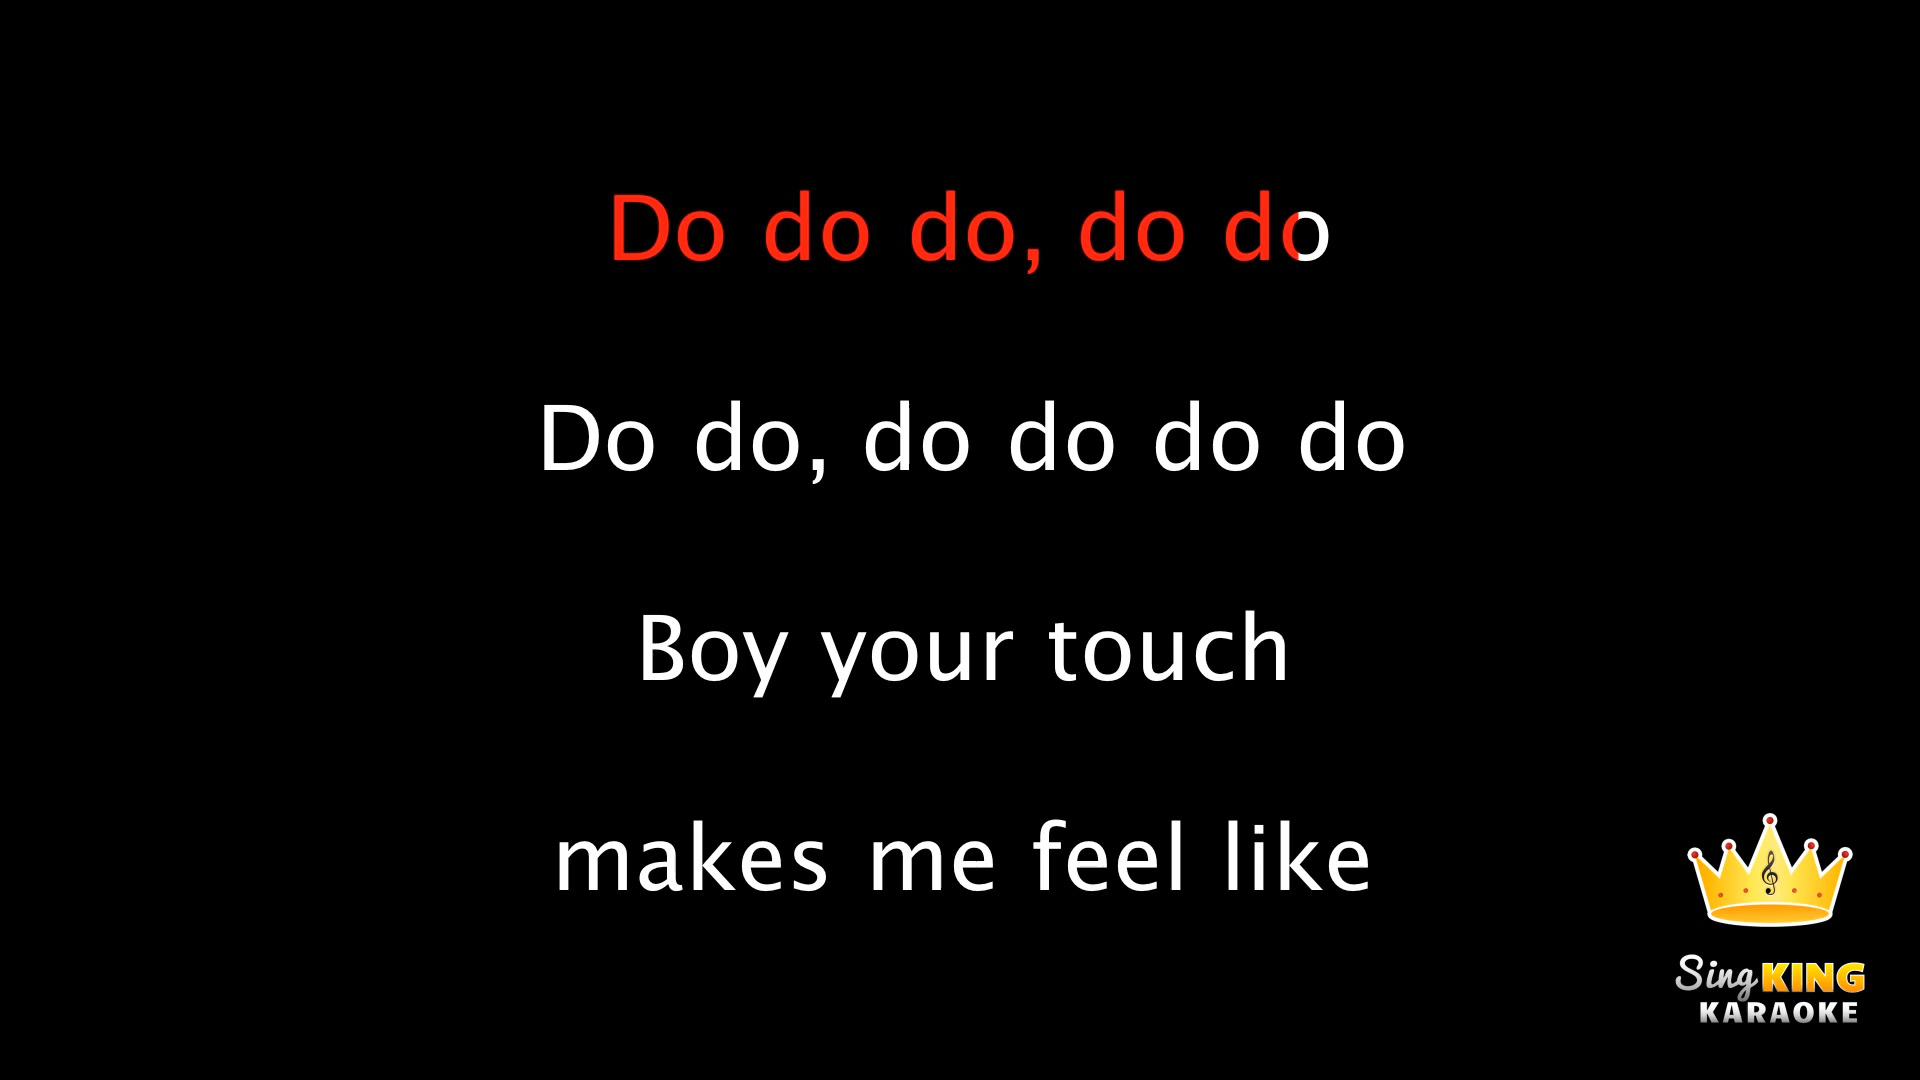 Do do do, do do
Do do, do do do do
Boy your touch
makes me feel like
Sing KING
KARAOKE